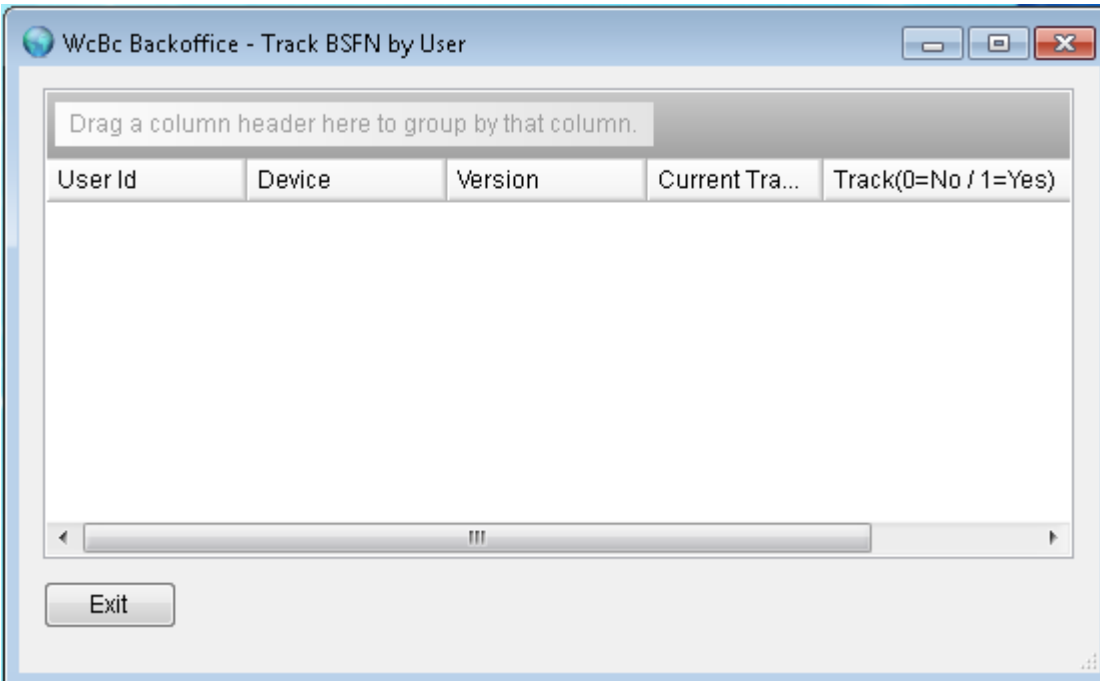 WcBc Backoffice - Track BSFN by User
Drag a column header here to group by that column.
User Id Device Version Current Tra... Track(0=No / 1=Yes)
Exit